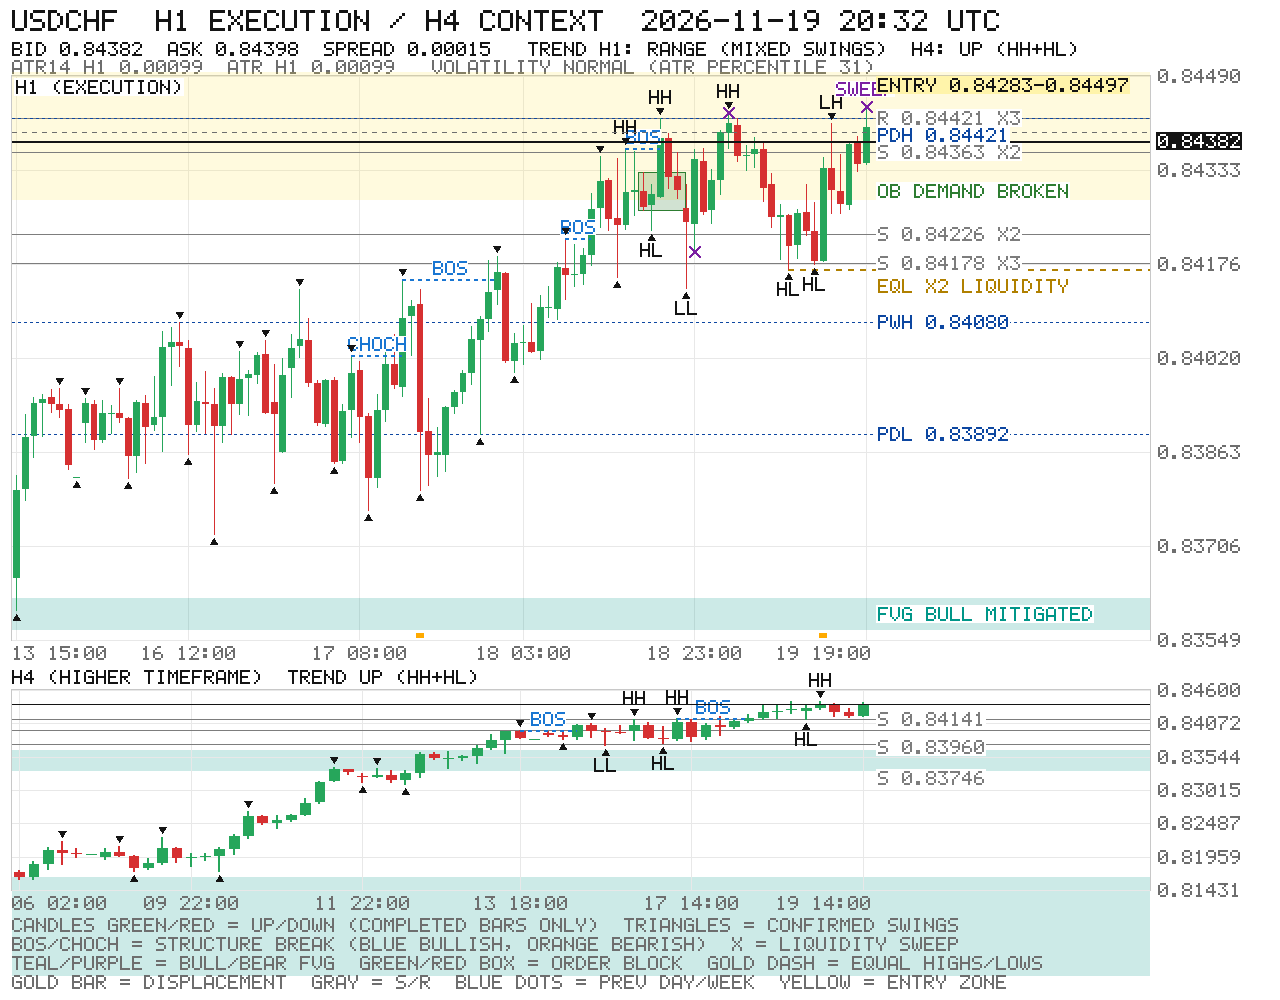 USDCHF  H1 EXECUTION / H4 CONTEXT  2026-11-19 20:32 UTC
BID 0.84382  ASK 0.84398  SPREAD 0.00015  TREND H1: RANGE (MIXED SWINGS)  H4: UP (HH+HL)
ATR14 H1 0.00099  ATR H1 0.00099  VOLATILITY NORMAL (ATR PERCENTILE 31)
H1 (EXECUTION)
0.84490
ENTRY 0.84283-0.84497
SWEE
HH HH LH
R 0.84421 X3
HH BOS
PDH 0.84421
0.84382
S 0.84363 X2
0.84333
OB DEMAND BROKEN
BOS
S 0.84226 X2
HL
BOS
S 0.84178 X3
0.84176
HL HL
EQL X2 LIQUIDITY
LL
PWH 0.84080
CHOCH
0.84020
PDL 0.83892
0.83863
0.83706
FVG BULL MITIGATED
0.83549
13 15:00  16 12:00  17 08:00  18 03:00  18 23:00  19 19:00
H4 (HIGHER TIMEFRAME)  TREND UP (HH+HL)
HH
0.84600
HH HH
BOS BOS
S 0.84141
0.84072
HL
S 0.83960
LL HL
0.83544
S 0.83746
0.83015
0.82487
0.81959
0.81431
06 02:00  09 22:00  11 22:00  13 18:00  17 14:00  19 14:00
CANDLES GREEN/RED = UP/DOWN (COMPLETED BARS ONLY)  TRIANGLES = CONFIRMED SWINGS
BOS/CHOCH = STRUCTURE BREAK (BLUE BULLISH, ORANGE BEARISH)  X = LIQUIDITY SWEEP
TEAL/PURPLE = BULL/BEAR FVG  GREEN/RED BOX = ORDER BLOCK  GOLD DASH = EQUAL HIGHS/LOWS
GOLD BAR = DISPLACEMENT  GRAY = S/R  BLUE DOTS = PREV DAY/WEEK  YELLOW = ENTRY ZONE